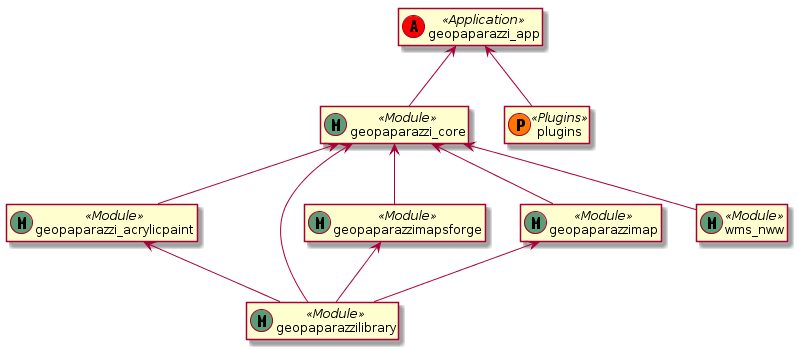 A «Application»
geopaparazzi_app
M «Module»
geopaparazzi_core
P «Plugins»
plugins
M «Module»
geopaparazzi_acrylicpaint
M «Module»
geopaparazzimapsforge
M «Module»
geopaparazzimap
M «Module»
wms_nww
M «Module»
geopaparazzilibrary